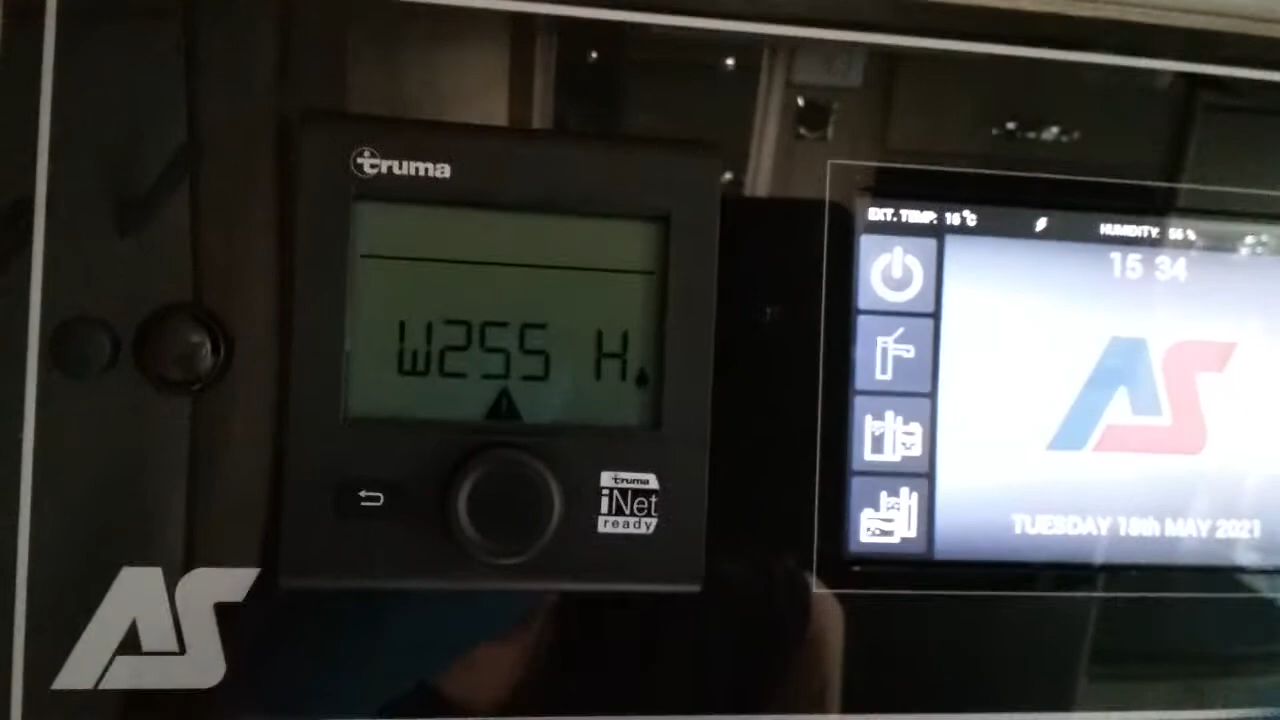 truma
W255 H
truma
iNet
ready
AS
EXT. TEMP: 16°C HUMIDITY: 55 %
15 34
AS
TUESDAY 18th MAY 2021